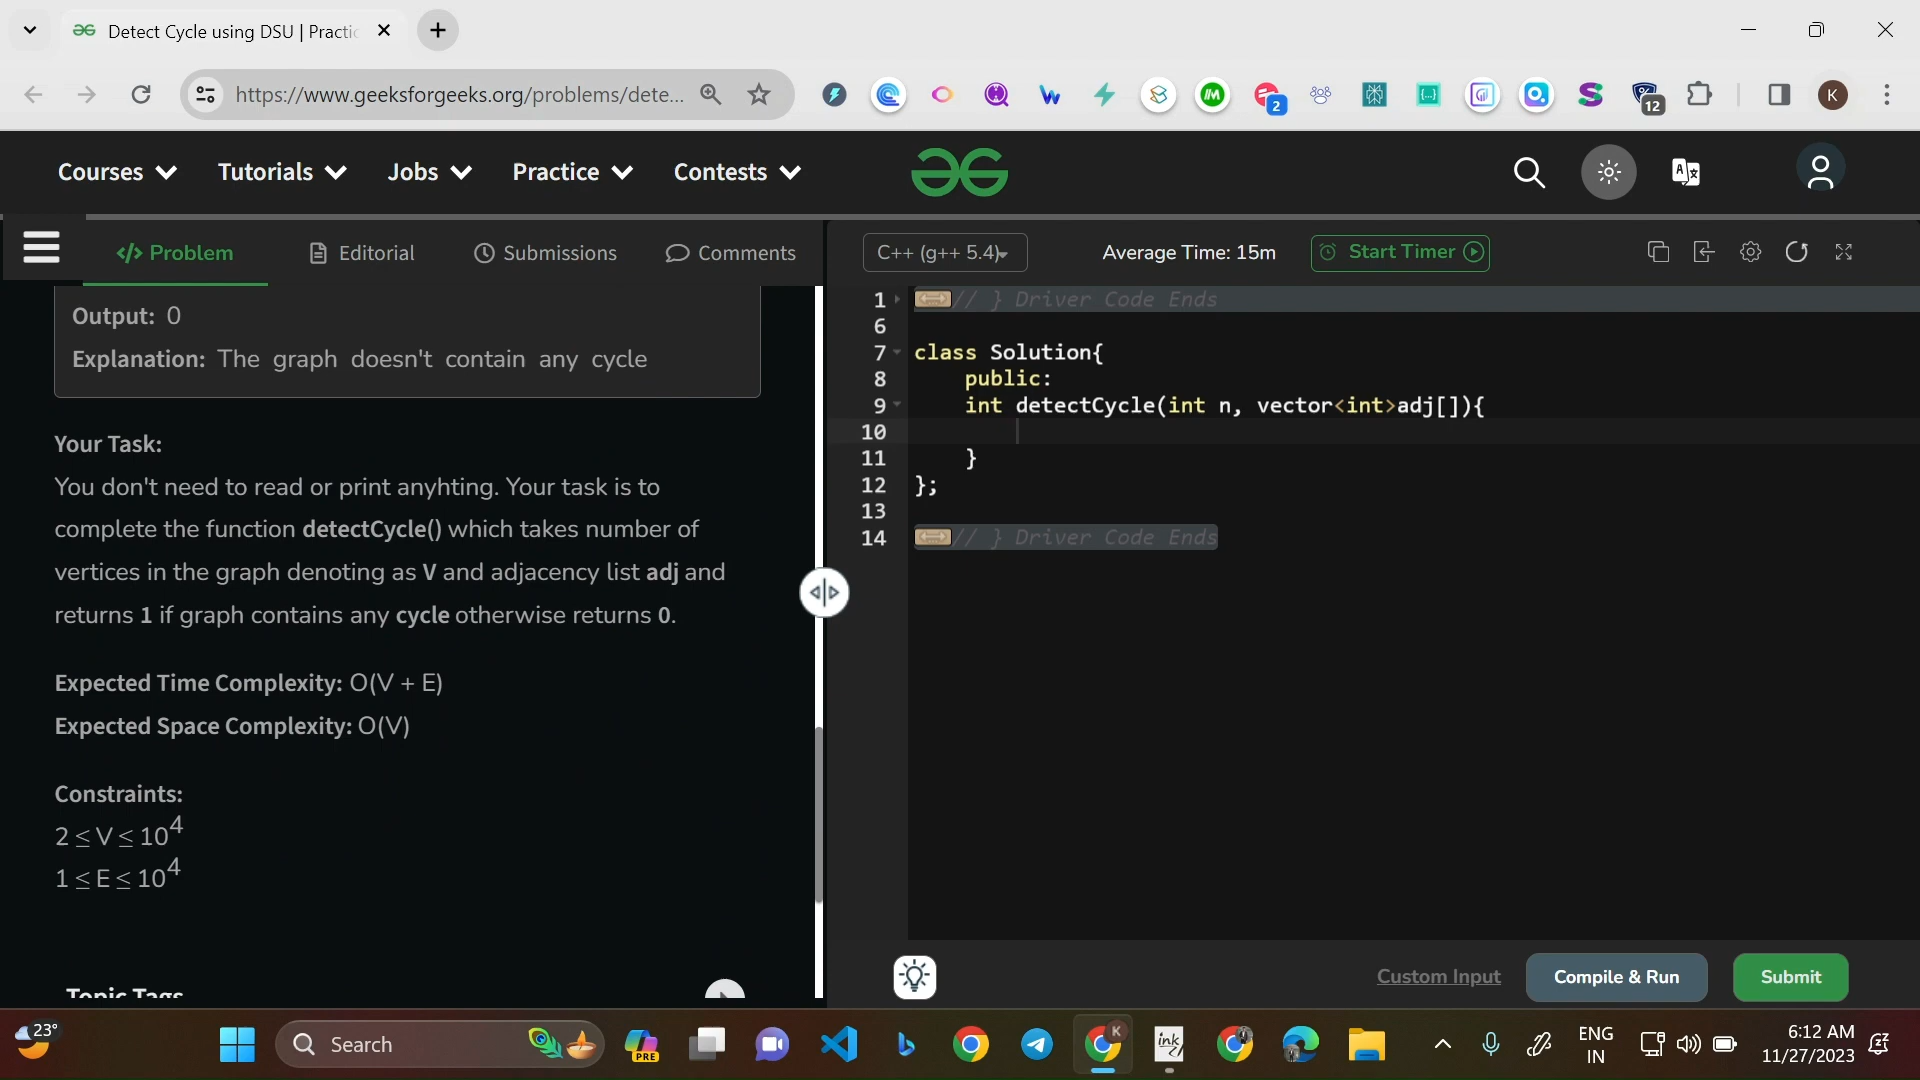 Detect Cycle using DSU | Practic
https://www.geeksforgeeks.org/problems/dete...
2
12
K
Courses
Tutorials
Jobs
Practice
Contests
</> Problem
Editorial
Submissions
Comments
Output: 0
Explanation: The graph doesn't contain any cycle
Your Task:
You don't need to read or print anyhting. Your task is to
complete the function detectCycle() which takes number of
vertices in the graph denoting as V and adjacency list adj and
returns 1 if graph contains any cycle otherwise returns 0.
Expected Time Complexity: O(V + E)
Expected Space Complexity: O(V)
Constraints:
2 ≤ V ≤ 10^4
1 ≤ E ≤ 10^4
Topic Tags
C++ (g++ 5.4)
Average Time: 15m
Start Timer
1 // } Driver Code Ends
6
7 class Solution{
8 public:
9 int detectCycle(int n, vector<int>adj[]){
10
11 }
12 };
13
14 // } Driver Code Ends
Custom Input
Compile & Run
Submit
23°
Search
PRE
K
ink
ENG
IN
6:12 AM
11/27/2023